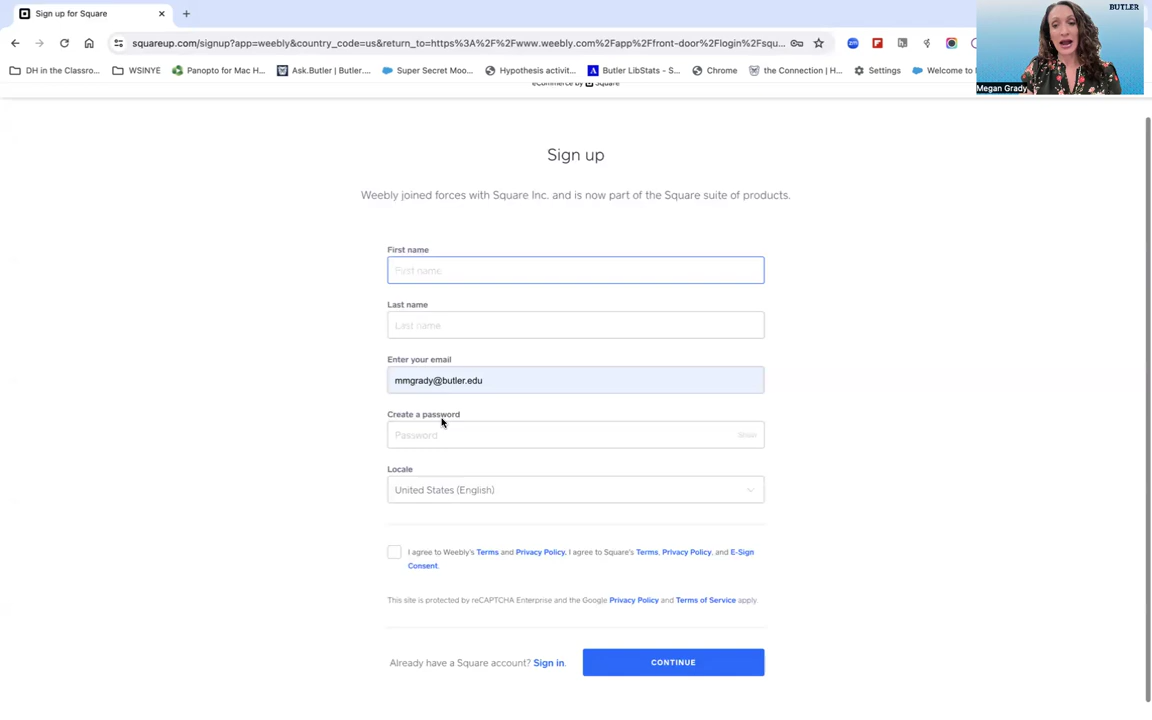 Sign up for Square
BUTLER
squareup.com/signup?app=weebly&country_code=us&return_to=https%3A%2F%2Fwww.weebly.com%2Fapp%2Ffront-door%2Flogin%2Fsqu...
DH in the Classro...
WSINYE
Panopto for Mac H...
Ask.Butler | Butler....
Super Secret Moo...
Hypothesis activit...
Butler LibStats – S...
Chrome
the Connection | H...
Settings
Welcome to
Megan Grady
eCommerce by Square
Sign up
Weebly joined forces with Square Inc. and is now part of the Square suite of products.
First name
First name
Last name
Last name
Enter your email
mmgrady@butler.edu
Create a password
Password
Show
Locale
United States (English)
I agree to Weebly's Terms and Privacy Policy. I agree to Square's Terms, Privacy Policy, and E-Sign
Consent.
This site is protected by reCAPTCHA Enterprise and the Google Privacy Policy and Terms of Service apply.
Already have a Square account? Sign in.
CONTINUE